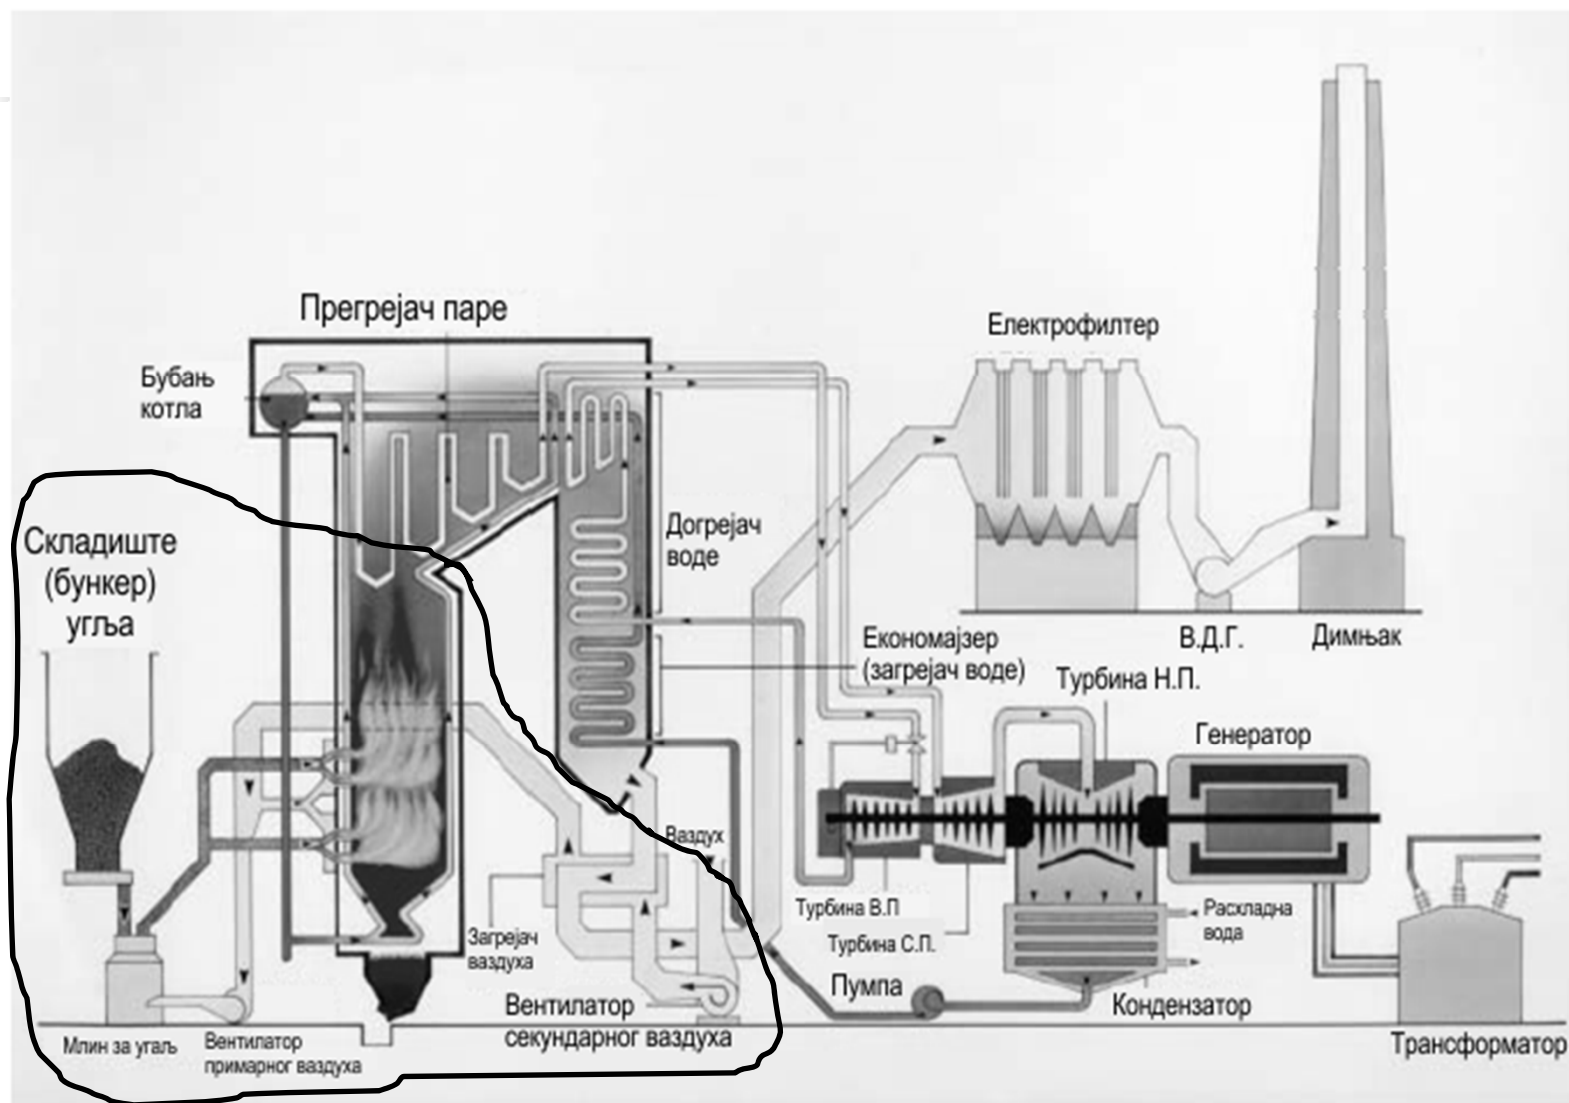 Прегрејач паре
Електрофилтер
Бубањ
котла
Складиште
(бункер)
угља
Догрејач
воде
Економајзер
(загрејач воде)
В.Д.Г.
Димњак
Турбина Н.П.
Генератор
Ваздух
Турбина В.П
Турбина С.П.
Расхладна
вода
Загрејач
ваздуха
Пумпа
Кондензатор
Вентилатор
секундарног ваздуха
Млин за угаљ
Вентилатор
примарног ваздуха
Трансформатор